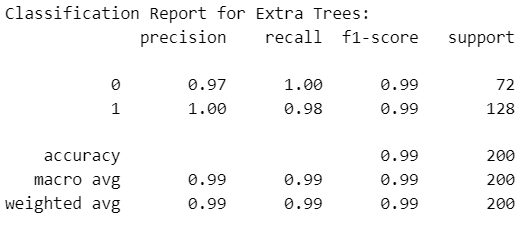 Classification Report for Extra Trees:
precision recall f1-score support
0 0.97 1.00 0.99 72
1 1.00 0.98 0.99 128
accuracy 0.99 200
macro avg 0.99 0.99 0.99 200
weighted avg 0.99 0.99 0.99 200